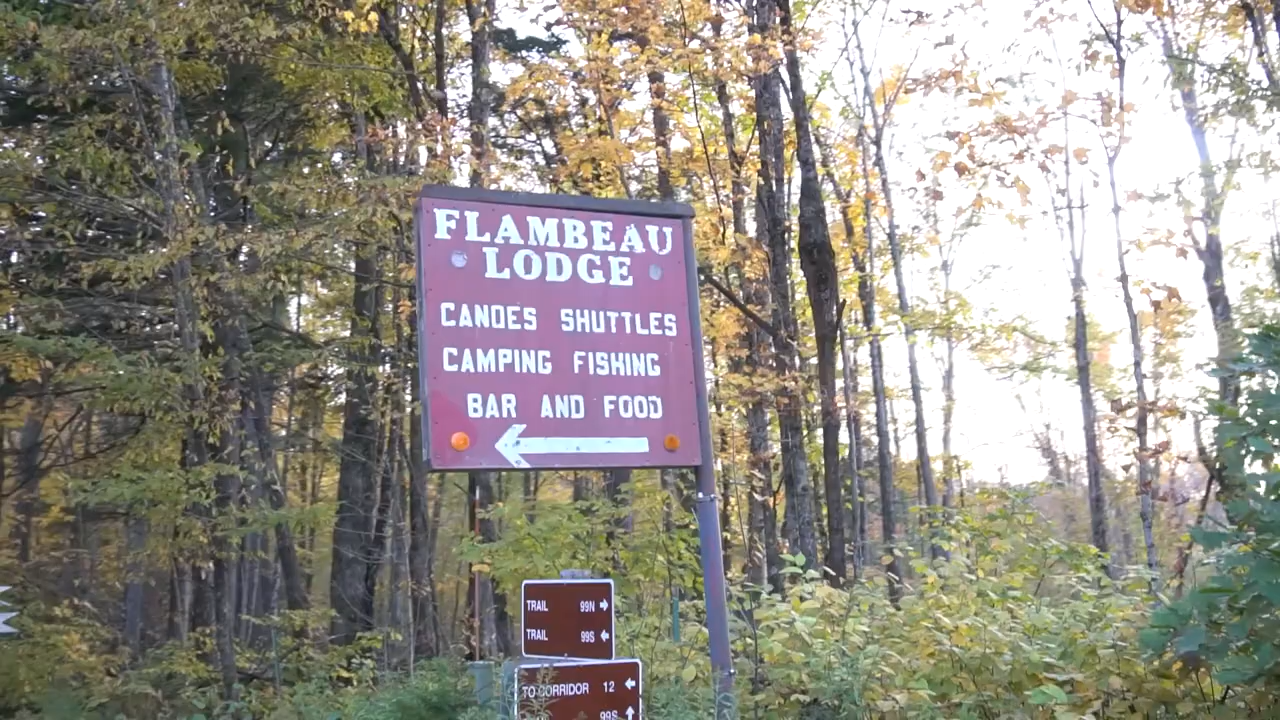 FLAMBEAU
LODGE
CANOES SHUTTLES
CAMPING FISHING
BAR AND FOOD
TRAIL 99N →
TRAIL 99S ←
TO CORRIDOR 12 ←
99S ↑